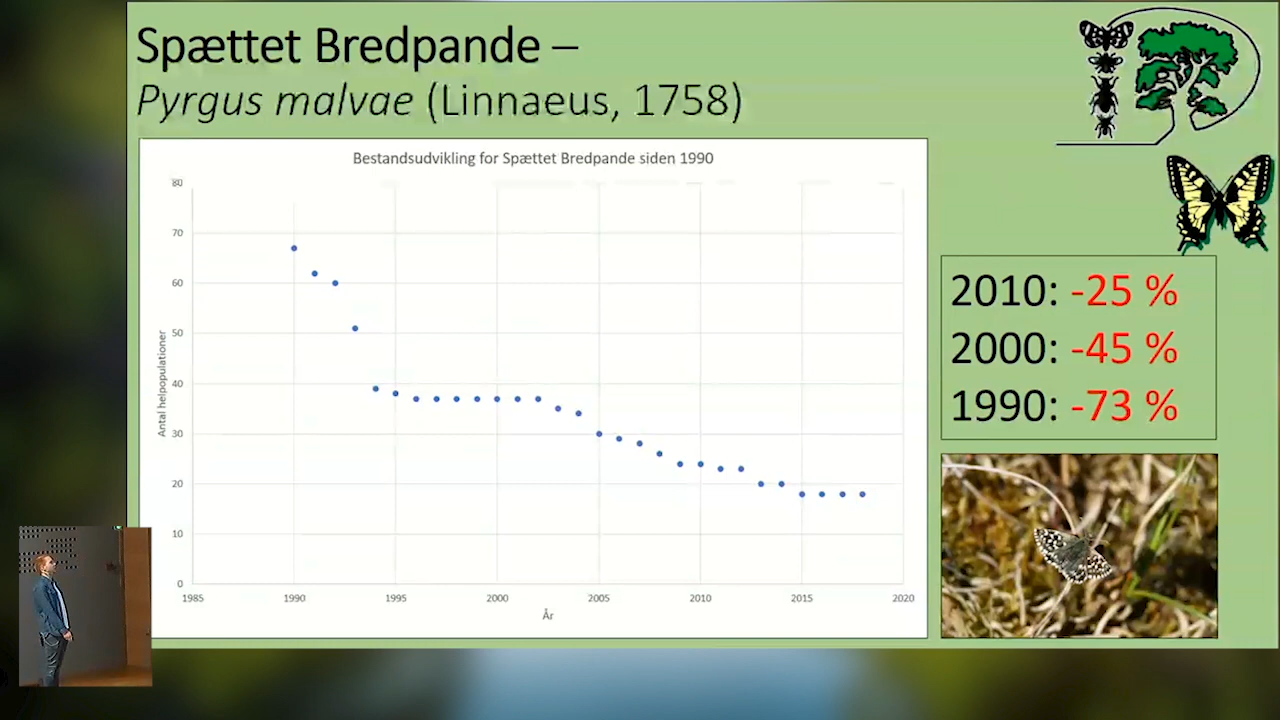 Spættet Bredpande –
Pyrgus malvae (Linnaeus, 1758)
Bestandsudvikling for Spættet Bredpande siden 1990
80
70
60
50
40
30
20
10
0
Antal helpopulationer
1985 1990 1995 2000 2005 2010 2015 2020
År
2010: -25 %
2000: -45 %
1990: -73 %